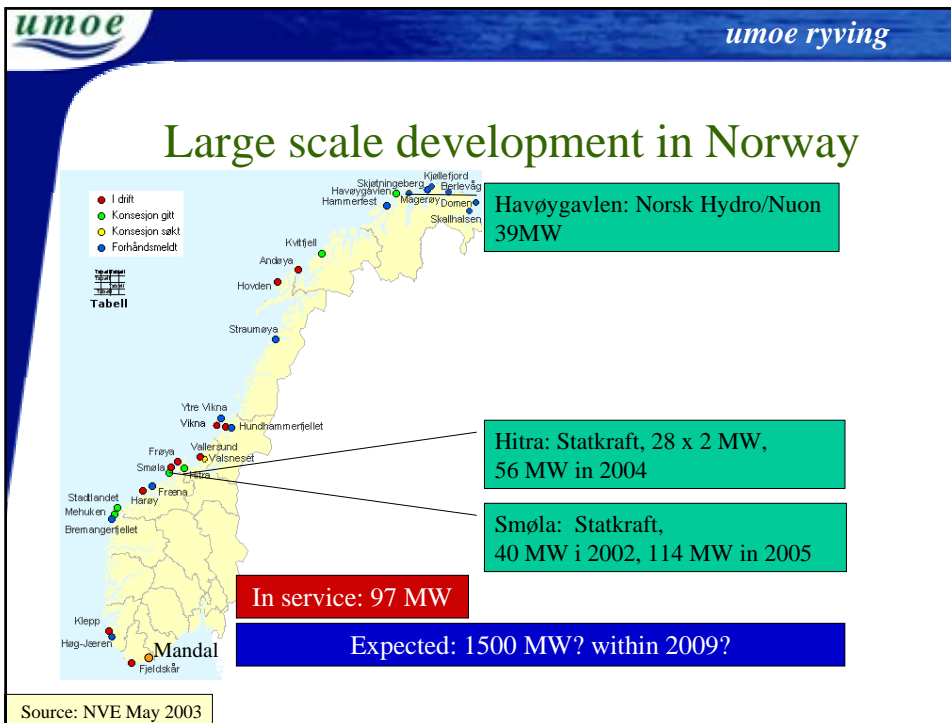 umoe
umoe ryving
Large scale development in Norway
I drift
Konsesjon gitt
Konsesjon søkt
Forhåndsmeldt
Tabell
Kjøllefjord
Skjøtningeberg
Berlevåg
Havøygavlen
Magerøy
Hammerfest
Domen
Skallhalsen
Kvitfjell
Andøya
Hovden
Straumøya
Ytre Vikna
Vikna
Hundhammerfjellet
Vallersund
Frøya
Valsneset
Smøla
Hitra
Fræna
Harøy
Stadtlandet
Mehuken
Bremangerfjellet
Klepp
Høg-Jæren
Mandal
Fjeldskår
Havøygavlen: Norsk Hydro/Nuon
39MW
Hitra: Statkraft, 28 x 2 MW,
56 MW in 2004
Smøla: Statkraft,
40 MW i 2002, 114 MW in 2005
In service: 97 MW
Expected: 1500 MW? within 2009?
Source: NVE May 2003